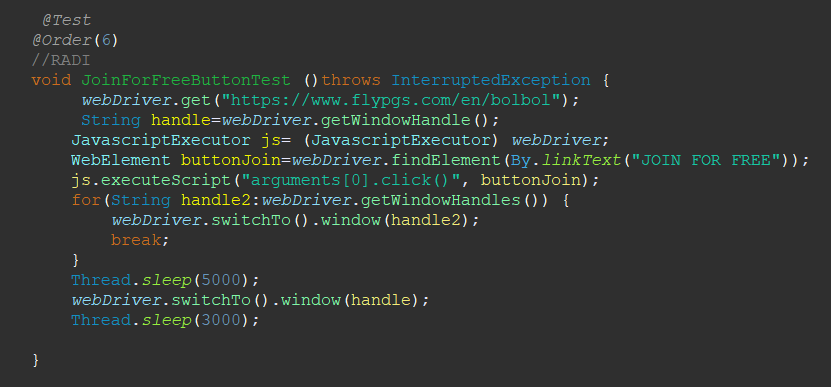 @Test
@Order(6)
//RADI
void JoinForFreeButtonTest ()throws InterruptedException {
webDriver.get("https://www.flypgs.com/en/bolbol");
String handle=webDriver.getWindowHandle();
JavascriptExecutor js= (JavascriptExecutor) webDriver;
WebElement buttonJoin=webDriver.findElement(By.linkText("JOIN FOR FREE"));
js.executeScript("arguments[0].click()", buttonJoin);
for(String handle2:webDriver.getWindowHandles()) {
webDriver.switchTo().window(handle2);
break;
}
Thread.sleep(5000);
webDriver.switchTo().window(handle);
Thread.sleep(3000);
}